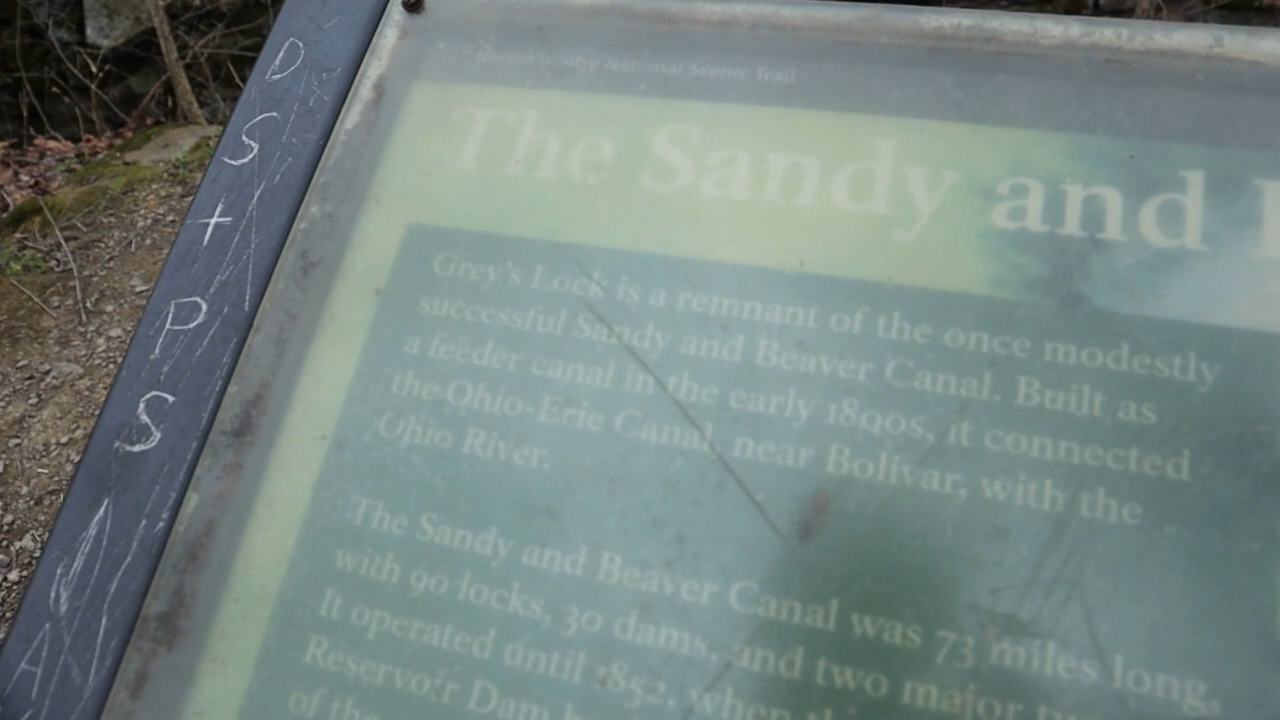 D
S
+
P
S
A
National Scenic Trail
The Sandy and
Grey's Lock is a remnant of the once modestly
successful Sandy and Beaver Canal. Built as
a feeder canal in the early 1800s, it connected
the Ohio-Erie Canal, near Bolivar, with the
Ohio River.
The Sandy and Beaver Canal was 73 miles long,
with 90 locks, 30 dams, and two major
It operated until 1852, when
Reservoir Dam
of the